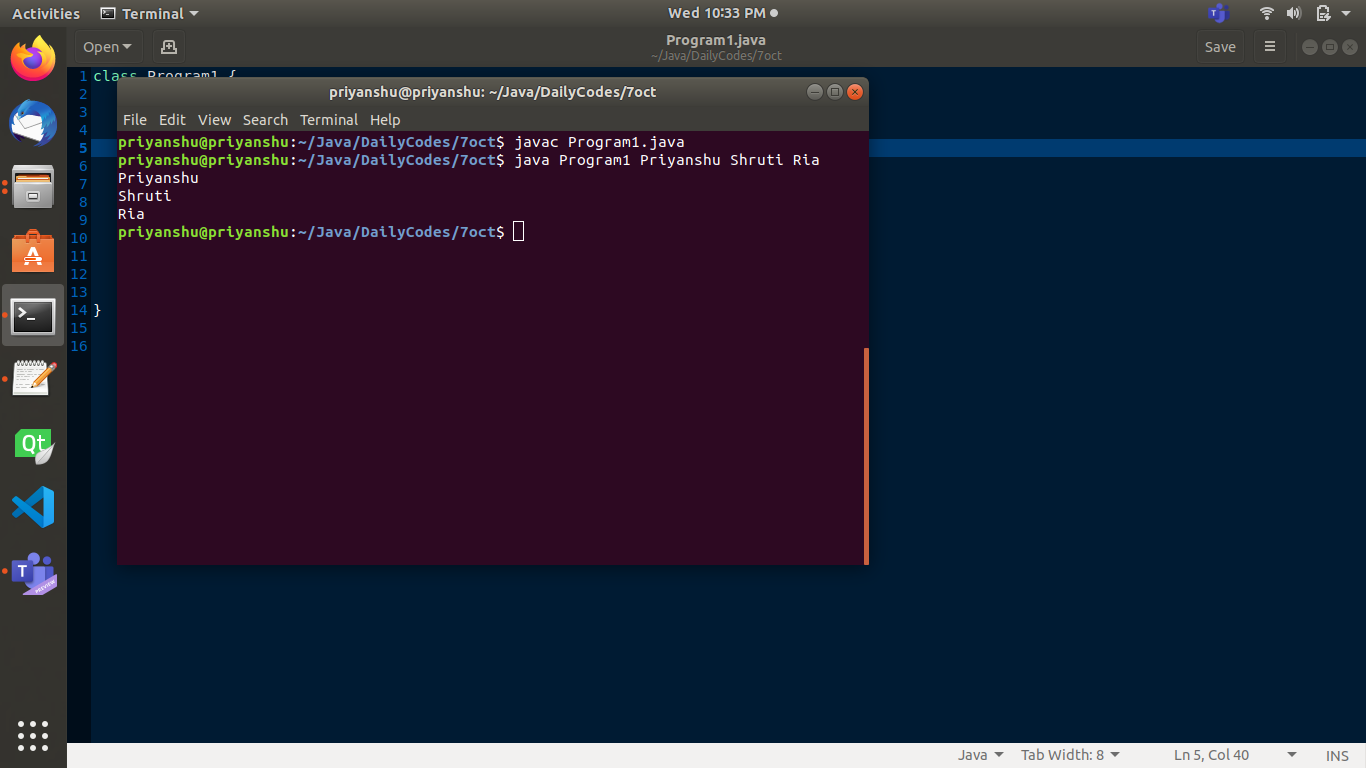 Activities Terminal Wed 10:33 PM
Open Program1.java Save
~/Java/DailyCodes/7oct
1 class Program1 {
priyanshu@priyanshu: ~/Java/DailyCodes/7oct
2
File Edit View Search Terminal Help
3
4
priyanshu@priyanshu:~/Java/DailyCodes/7oct$ javac Program1.java
5
priyanshu@priyanshu:~/Java/DailyCodes/7oct$ java Program1 Priyanshu Shruti Ria
6
Priyanshu
7
Shruti
8
Ria
9
priyanshu@priyanshu:~/Java/DailyCodes/7oct$
10
11
12
13
14 }
15
16
Qt
T
PREVIEW
Java Tab Width: 8 Ln 5, Col 40 INS